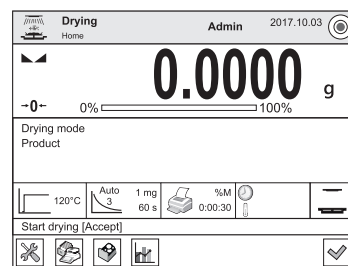 Drying
Home
Admin
2017.10.03
0.0000 g
→0←
0% 100%
Drying mode
Product
120°C
Auto
3
1 mg
60 s
%M
0:00:30
Start drying [Accept]